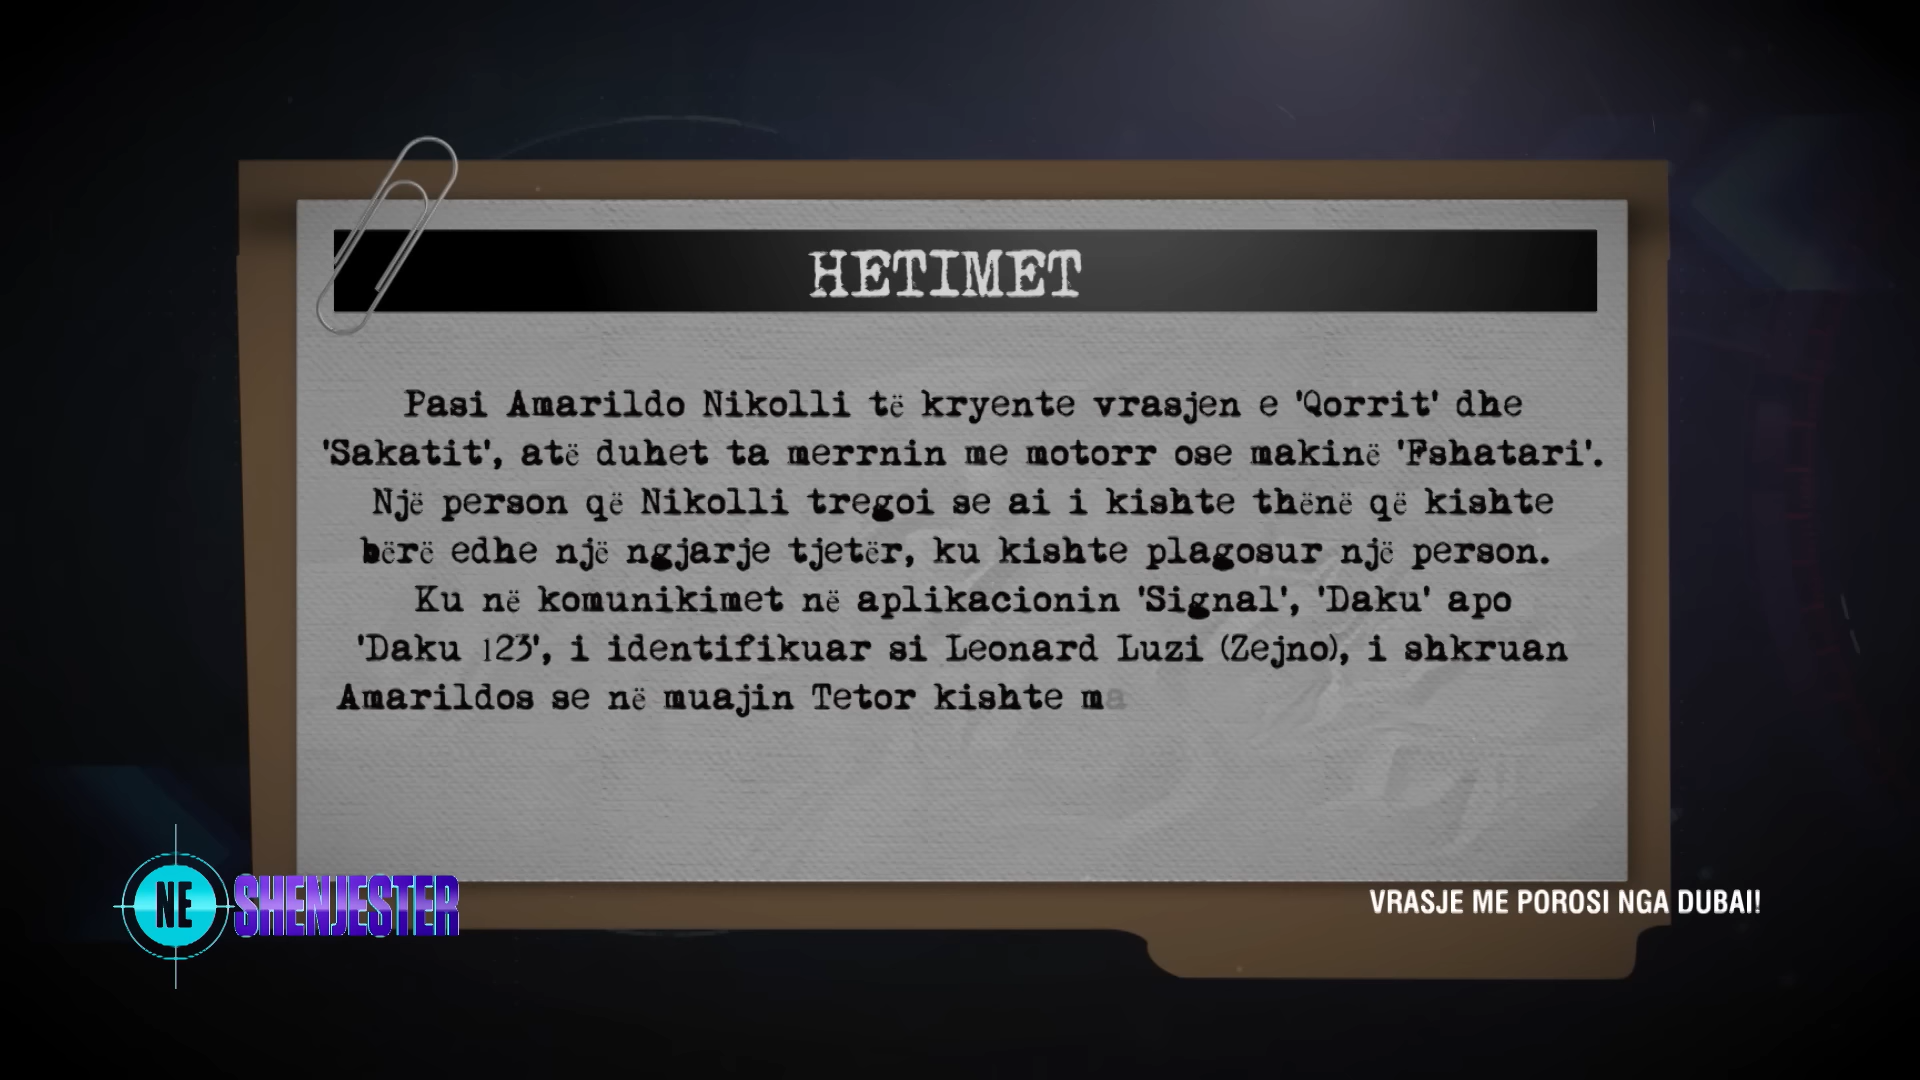 HETIMET
Pasi Amarildo Nikolli të kryente vrasjen e 'Qorrit' dhe
'Sakatit', atë duhet ta merrnin me motorr ose makinë 'Fshatari'.
Një person që Nikolli tregoi se ai i kishte thënë që kishte
bërë edhe një ngjarje tjetër, ku kishte plagosur një person.
Ku në komunikimet në aplikacionin 'Signal', 'Daku' apo
'Daku 123', i identifikuar si Leonard Luzi (Zejno), i shkruan
Amarildos se në muajin Tetor kishte ma
NE SHENJESTER
VRASJE ME POROSI NGA DUBAI!